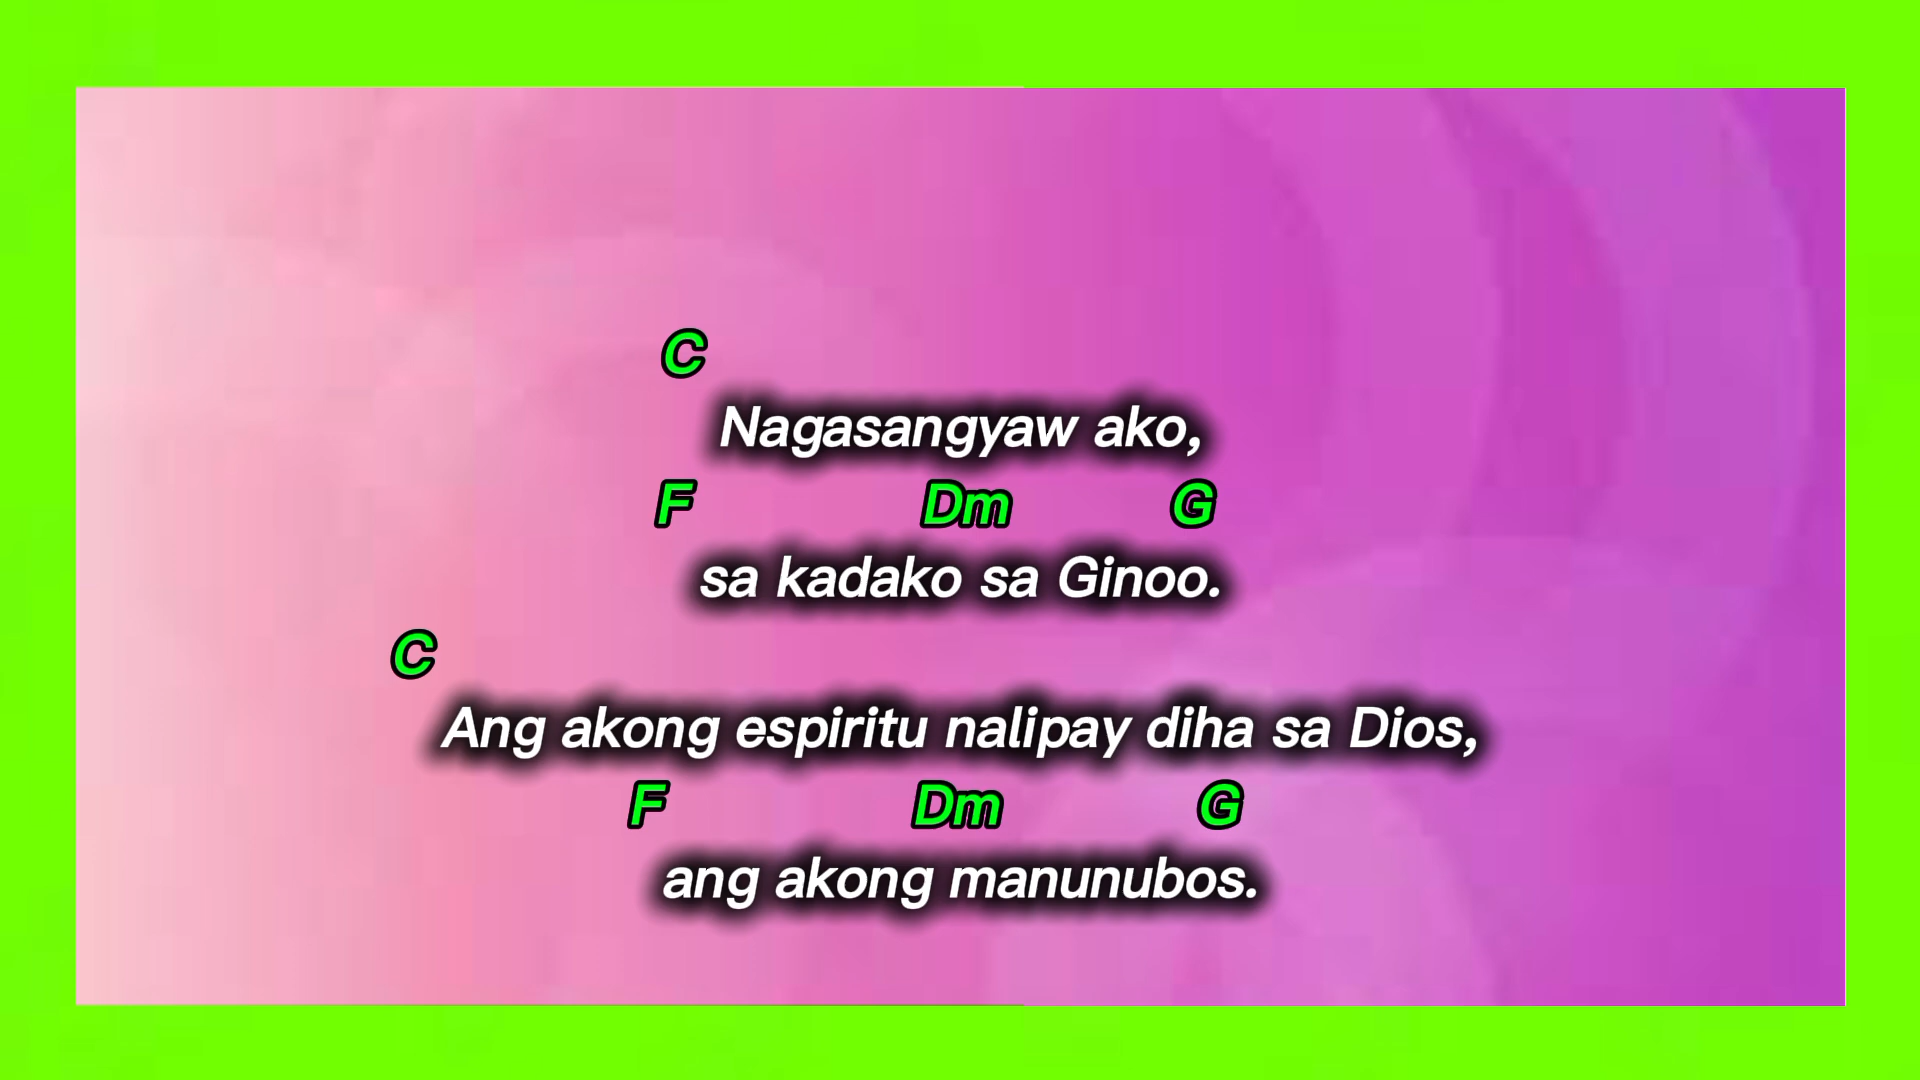 C
Nagasangyaw ako,
F Dm G
sa kadako sa Ginoo.
C
Ang akong espiritu nalipay diha sa Dios,
F Dm G
ang akong manunubos.